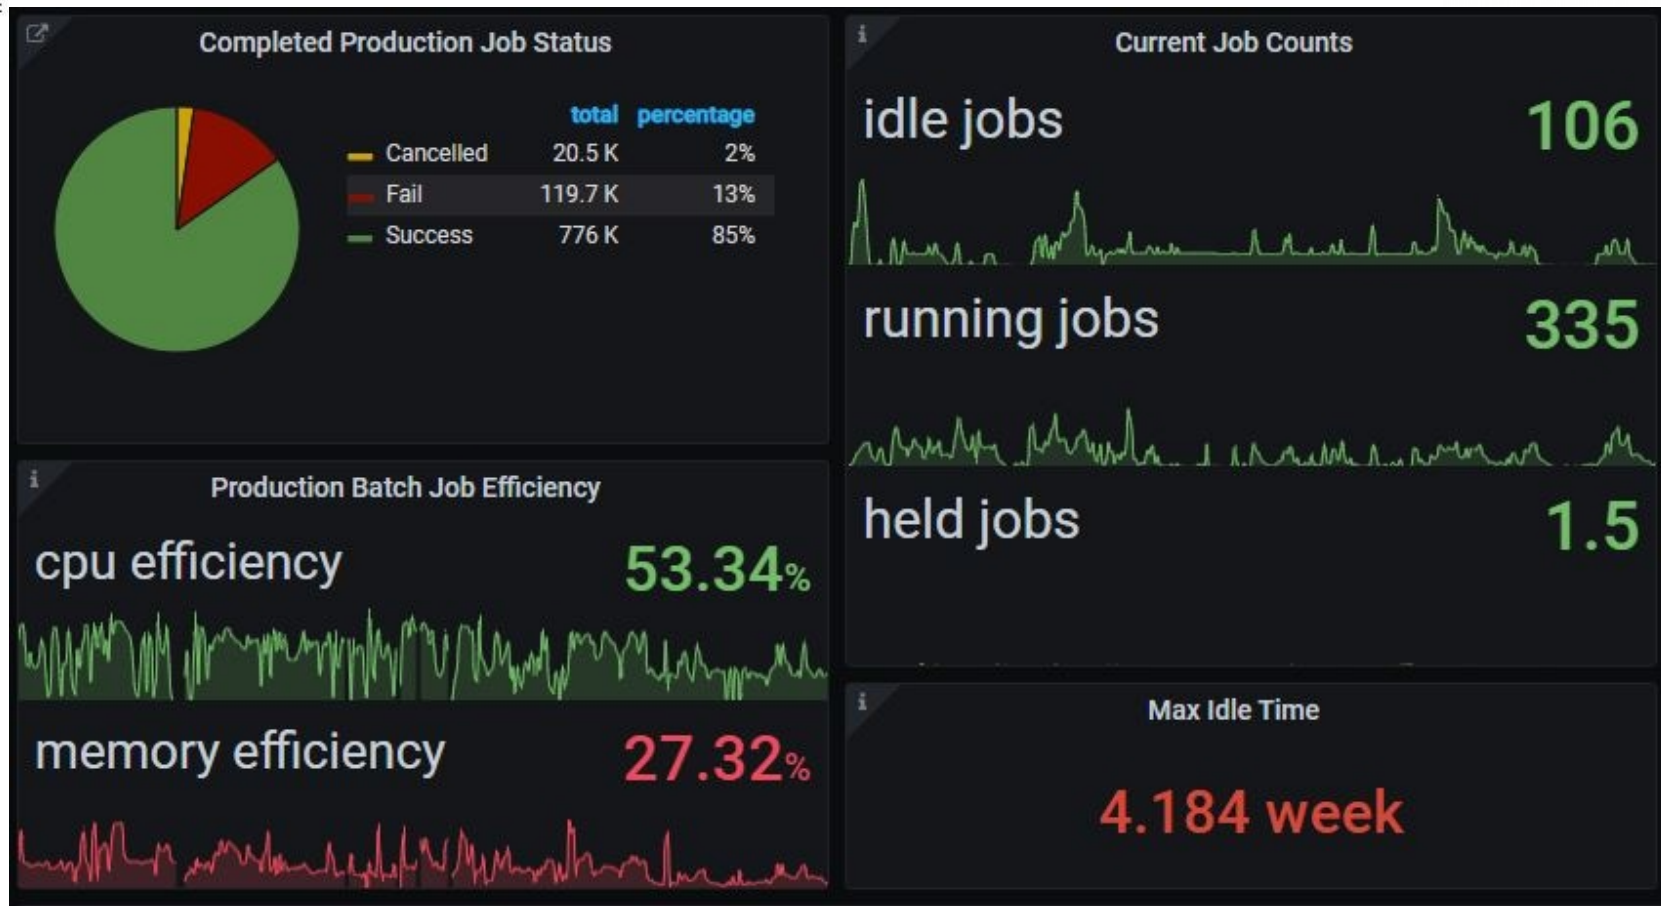 Completed Production Job Status
total percentage
Cancelled 20.5 K 2%
Fail 119.7 K 13%
Success 776 K 85%
Production Batch Job Efficiency
cpu efficiency 53.34%
memory efficiency 27.32%
Current Job Counts
idle jobs 106
running jobs 335
held jobs 1.5
Max Idle Time
4.184 week